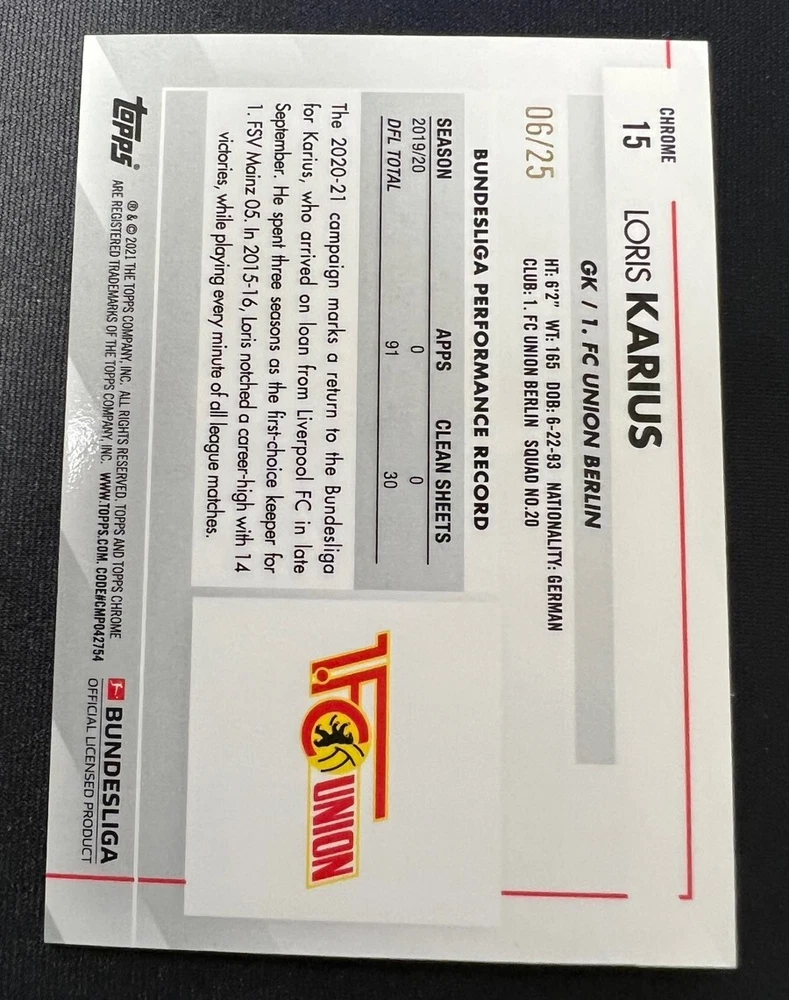 CHROME
15
LORIS KARIUS
GK / 1. FC UNION BERLIN
06/25
HT: 6'2" WT: 165 DOB: 6-22-93 NATIONALITY: GERMAN
CLUB: 1. FC UNION BERLIN SQUAD NO.20
BUNDESLIGA PERFORMANCE RECORD
SEASON APPS CLEAN SHEETS
2019/20 0 0
DFL TOTAL 91 30
The 2020-21 campaign marks a return to the Bundesliga
for Karius, who arrived on loan from Liverpool FC in late
September. He spent three seasons as the first-choice keeper for
1. FSV Mainz 05. In 2015-16, Loris notched a career-high with 14
victories, while playing every minute of all league matches.
1.FC
UNION
topps®
® & © 2021 THE TOPPS COMPANY, INC. ALL RIGHTS RESERVED. TOPPS AND TOPPS CHROME
ARE REGISTERED TRADEMARKS OF THE TOPPS COMPANY, INC. WWW.TOPPS.COM. CODE#CMP042754
BUNDESLIGA
OFFICIAL LICENSED PRODUCT